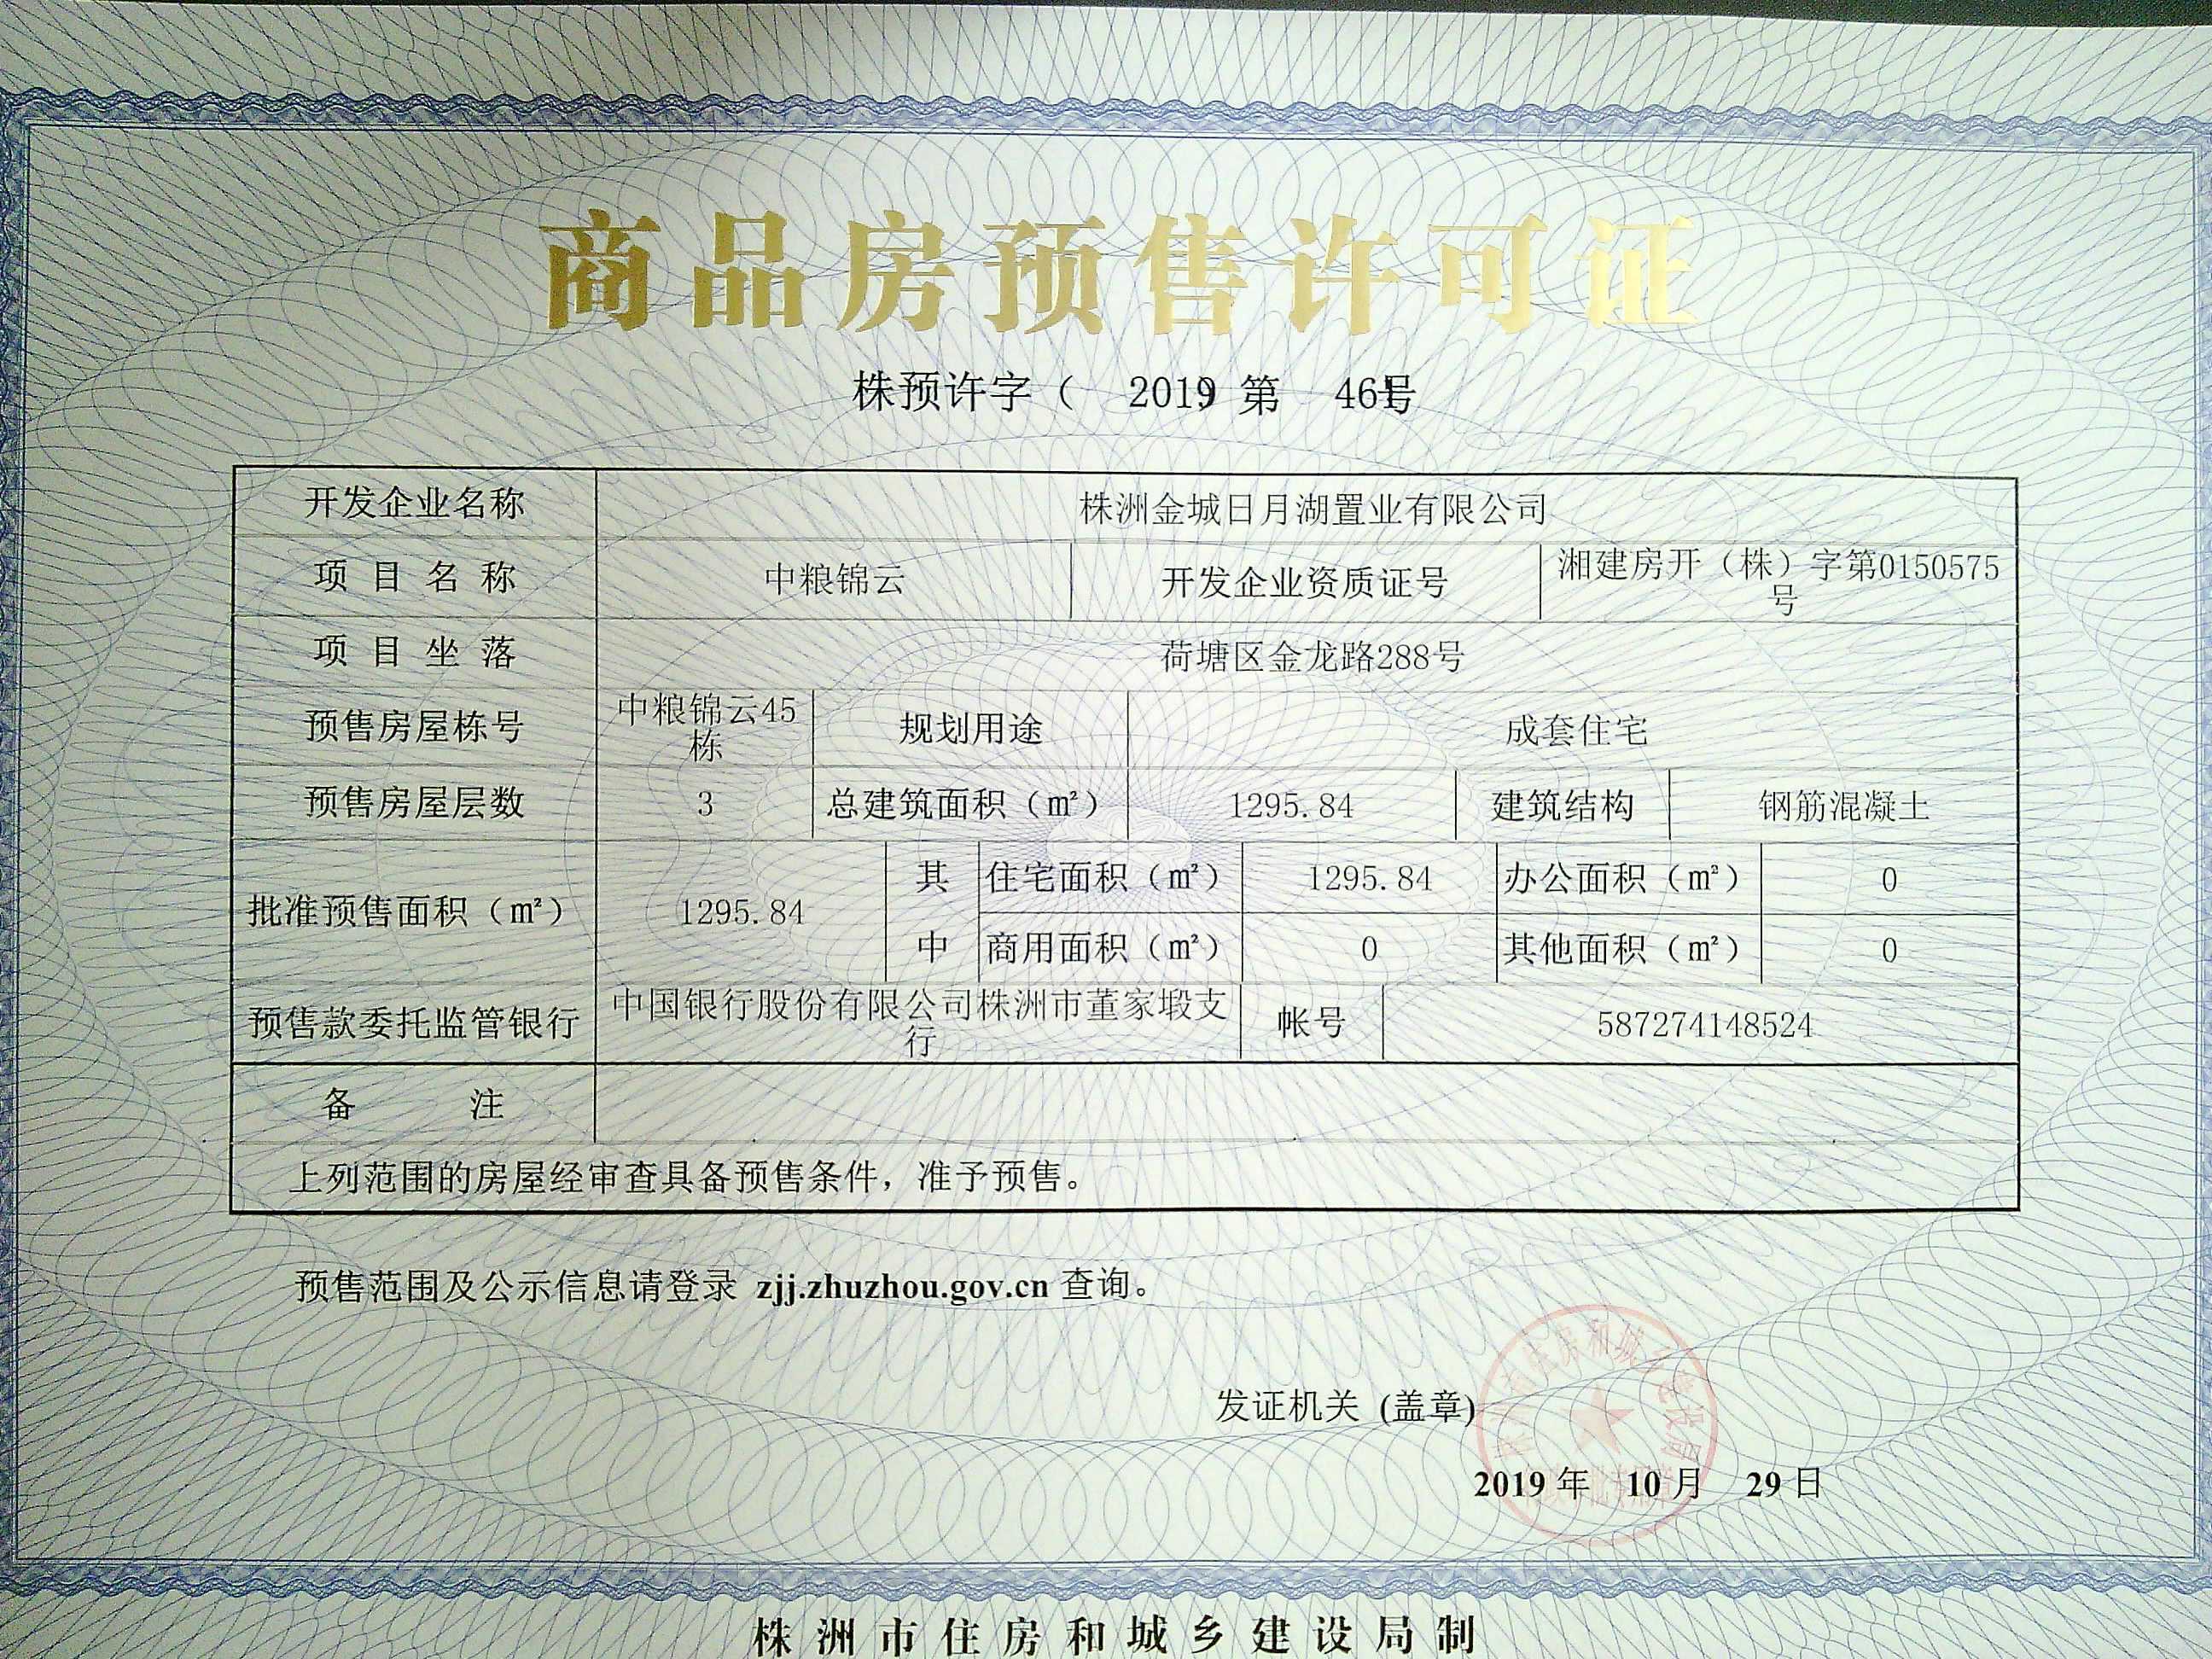 商品房预售许可证
株预许字（ 2019）第 461号
开发企业名称 株洲金城日月湖置业有限公司
项目名称 中粮锦云 开发企业资质证号 湘建房开（株）字第0150575
号
项目坐落 荷塘区金龙路288号
预售房屋栋号 中粮锦云45
栋 规划用途 成套住宅
预售房屋层数 3 总建筑面积（㎡） 1295.84 建筑结构 钢筋混凝土
批准预售面积（㎡） 1295.84 其中 住宅面积（㎡） 1295.84 办公面积（㎡） 0
商用面积（㎡） 0 其他面积（㎡） 0
预售款委托监管银行 中国银行股份有限公司株洲市董家塅支
行 帐号 587274148524
备注
上列范围的房屋经审查具备预售条件，准予预售。
预售范围及公示信息请登录 zjj.zhuzhou.gov.cn 查询。
发证机关 (盖章)
2019 年 10 月 29 日
株洲市住房和城乡建设局制